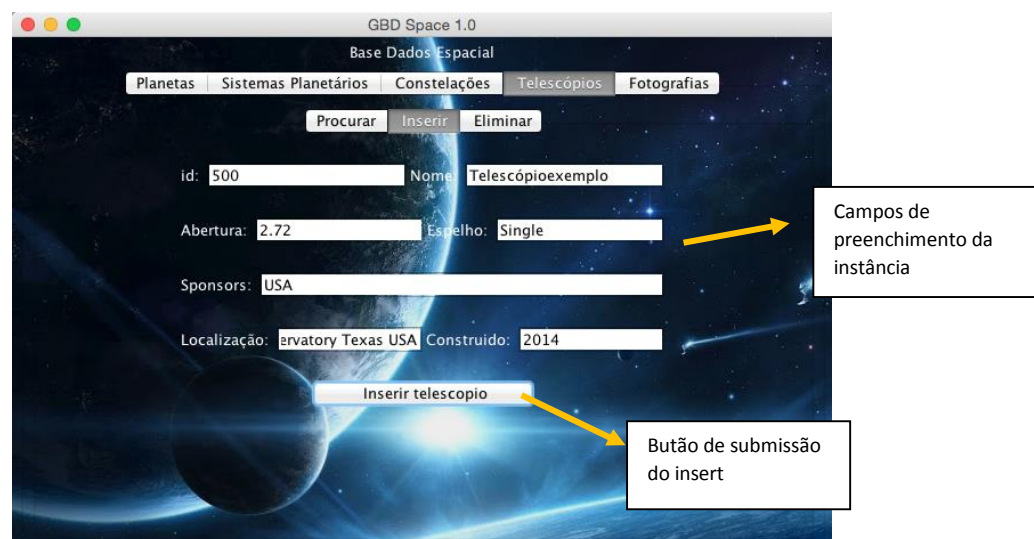 GBD Space 1.0
Base Dados Espacial
Planetas Sistemas Planetários Constelações Telescópios Fotografias
Procurar Inserir Eliminar
id: 500 Nome: Telescópioexemplo
Abertura: 2.72 Espelho: Single
Sponsors: USA
Localização: ervatory Texas USA Construido: 2014
Inserir telescopio
Campos de
preenchimento da
instância
Butão de submissão
do insert